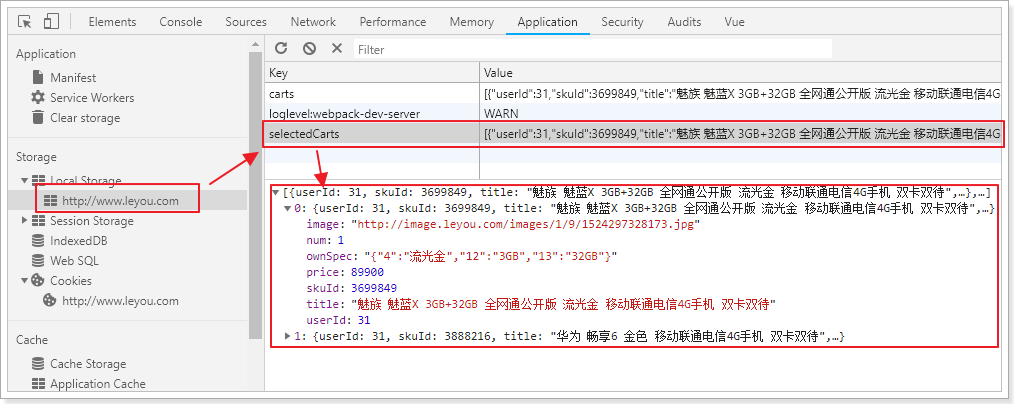 Elements Console Sources Network Performance Memory Application Security Audits Vue
Application
Manifest
Service Workers
Clear storage
Storage
Local Storage
http://www.leyou.com
Session Storage
IndexedDB
Web SQL
Cookies
http://www.leyou.com
Cache
Cache Storage
Application Cache
Filter
Key Value
carts [{"userId":31,"skuId":3699849,"title":"魅族 魅蓝X 3GB+32GB 全网通公开版 流光金 移动联通电信4G
loglevel:webpack-dev-server WARN
selectedCarts [{"userId":31,"skuId":3699849,"title":"魅族 魅蓝X 3GB+32GB 全网通公开版 流光金 移动联通电信4G
[{userId: 31, skuId: 3699849, title: "魅族 魅蓝X 3GB+32GB 全网通公开版 流光金 移动联通电信4G手机 双卡双待",…},…]
0: {userId: 31, skuId: 3699849, title: "魅族 魅蓝X 3GB+32GB 全网通公开版 流光金 移动联通电信4G手机 双卡双待",…}
image: "http://image.leyou.com/images/1/9/1524297328173.jpg"
num: 1
ownSpec: "{"4":"流光金","12":"3GB","13":"32GB"}"
price: 89900
skuId: 3699849
title: "魅族 魅蓝X 3GB+32GB 全网通公开版 流光金 移动联通电信4G手机 双卡双待"
userId: 31
1: {userId: 31, skuId: 3888216, title: "华为 畅享6 金色 移动联通电信4G手机 双卡双待",…}